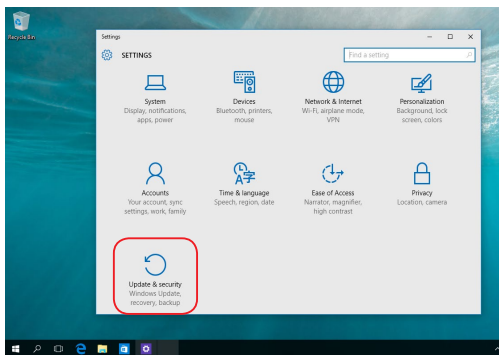 Recycle Bin
Settings
SETTINGS
Find a setting
System
Display, notifications,
apps, power
Devices
Bluetooth, printers,
mouse
Network & Internet
Wi-Fi, airplane mode,
VPN
Personalization
Background, lock
screen, colors
Accounts
Your account, sync
settings, work, family
Time & language
Speech, region, date
Ease of Access
Narrator, magnifier,
high contrast
Privacy
Location, camera
Update & security
Windows Update,
recovery, backup